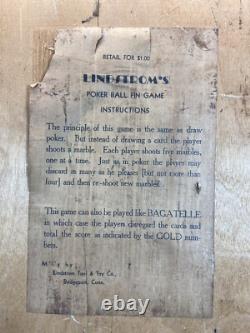 RETAIL FOR $1.00
LINDSTROM'S
POKER BALL PIN GAME
INSTRUCTIONS
The principle of this game is the same as draw
poker. But instead of drawing a card the player
shoots a marble. Each player shoots five marbles,
one at a time. Just as in poker the player may
discard as many as he pleases [but not more than
four] and then re-shoot new marbles.
This game can also be played like BAGATELLE
in which case the players disregard the cards and
total the score as indicated by the GOLD num-
bers.
by
Lindstrom Tool & Toy Co.,
Bridgeport, Conn.